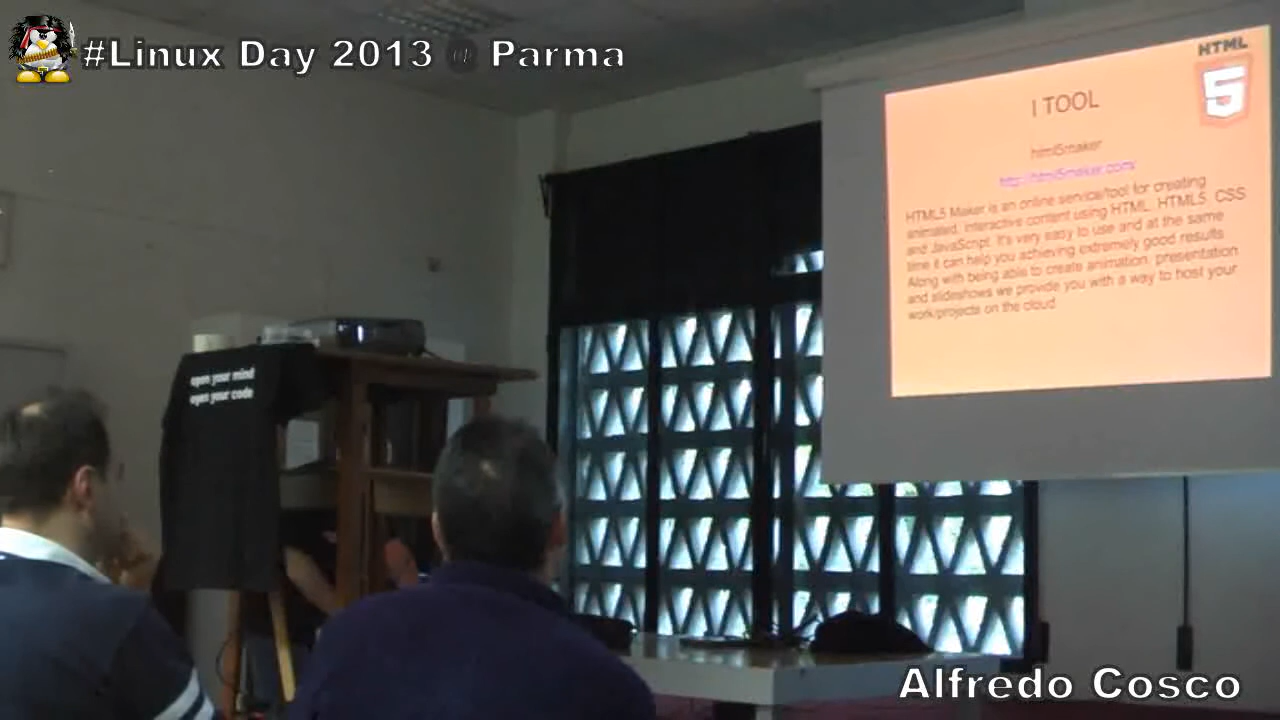 #Linux Day 2013 @ Parma
HTML
5
I TOOL
html5maker
http://html5maker.com/
HTML5 Maker is an online service/tool for creating
animated, interactive content using HTML, HTML5, CSS
and JavaScript. It's very easy to use and at the same
time it can help you achieving extremely good results
Along with being able to create animation, presentation
and slideshows we provide you with a way to host your
work/projects on the cloud
open your mind
open your code
Alfredo Cosco